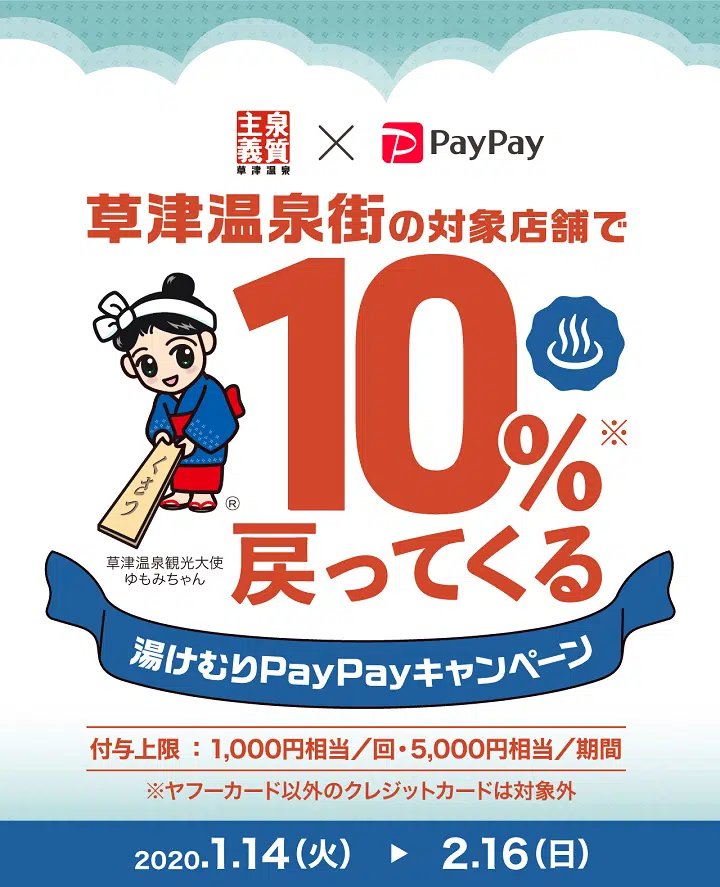 泉質
主義
草津温泉
×
PayPay
草津温泉街の対象店舗で
10%※
戻ってくる
くさつ
®
草津温泉観光大使
ゆもみちゃん
湯けむりPayPayキャンペーン
付与上限 : 1,000円相当/回・5,000円相当/期間
※ヤフーカード以外のクレジットカードは対象外
2020.1.14(火) ▶ 2.16(日)